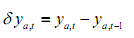 δy_{a,t} = y_{a,t} − y_{a,t−1}